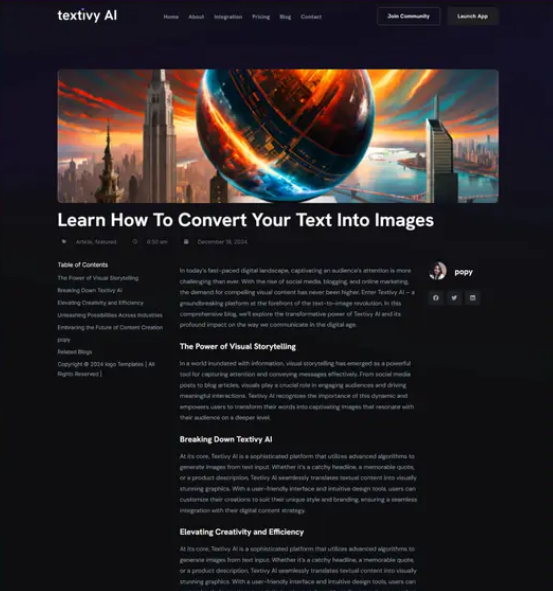 textivy AI
Home About Integration Pricing Blog Contact
Join Community
Launch App
Learn How To Convert Your Text Into Images
Article, featured
9:50 am
December 18, 2024
Table of Contents
The Power of Visual Storytelling
Breaking Down Textivy AI
Elevating Creativity and Efficiency
Unleashing Possibilities Across Industries
Embracing the Future of Content Creation
popy
Related Blogs
Copyright © 2024 kego Templates | All
Rights Reserved |
In today's fast-paced digital landscape, captivating an audience's attention is more
challenging than ever. With the rise of social media, blogging, and online marketing,
the demand for compelling visual content has never been higher. Enter Textivy AI – a
groundbreaking platform at the forefront of the text-to-image revolution. In this
comprehensive blog, we'll explore the transformative power of Textivy AI and its
profound impact on the way we communicate in the digital age.
The Power of Visual Storytelling
In a world inundated with information, visual storytelling has emerged as a powerful
tool for capturing attention and conveying messages effectively. From social media
posts to blog articles, visuals play a crucial role in engaging audiences and driving
meaningful interactions. Textivy AI recognizes the importance of this dynamic and
empowers users to transform their words into captivating images that resonate with
their audience on a deeper level.
Breaking Down Textivy AI
At its core, Textivy AI is a sophisticated platform that utilizes advanced algorithms to
generate images from text input. Whether it's a catchy headline, a memorable quote,
or a product description, Textivy AI seamlessly translates textual content into visually
stunning graphics. With a user-friendly interface and intuitive design tools, users can
customize their creations to suit their unique style and branding, ensuring a seamless
integration with their digital content strategy.
Elevating Creativity and Efficiency
At its core, Textivy AI is a sophisticated platform that utilizes advanced algorithms to
generate images from text input. Whether it's a catchy headline, a memorable quote,
or a product description, Textivy AI seamlessly translates textual content into visually
stunning graphics. With a user-friendly interface and intuitive design tools, users can
popy